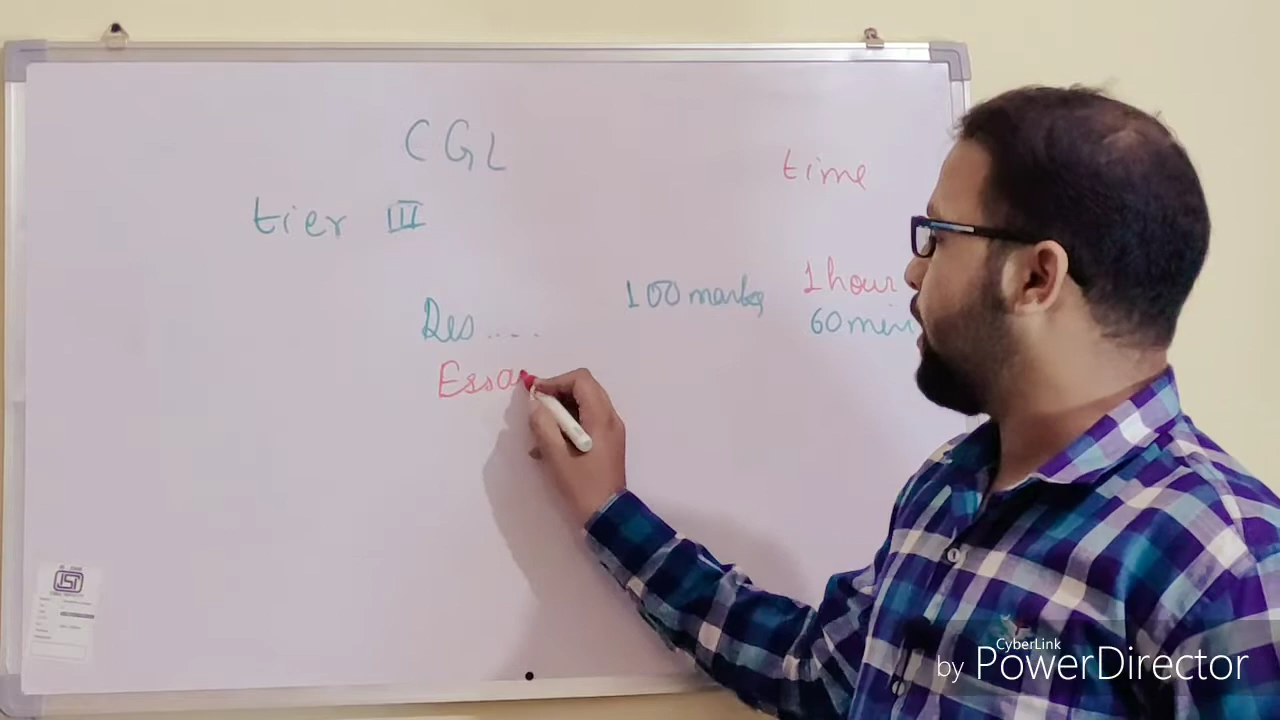 CGL
time
tier III
100 marks
1 hour
60 min
Des....
Essa
CyberLink
by PowerDirector